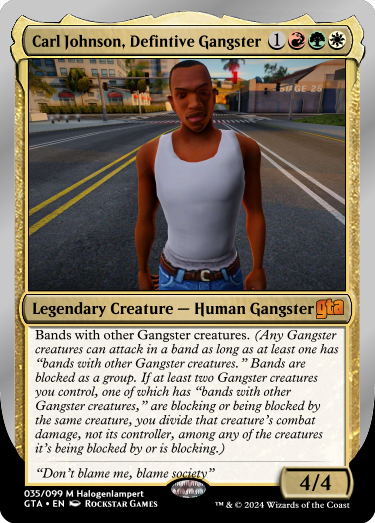 Carl Johnson, Defintive Gangster 1
Legendary Creature — Human Gangster gta
Bands with other Gangster creatures. (Any Gangster
creatures can attack in a band as long as at least one has
“bands with other Gangster creatures.” Bands are
blocked as a group. If at least two Gangster creatures
you control, one of which has “bands with other
Gangster creatures,” are blocking or being blocked by
the same creature, you divide that creature’s combat
damage, not its controller, among any of the creatures
it’s being blocked by or is blocking.)
“Don’t blame me, blame society”
4/4
035/099 M Halogenlampert
GTA • EN Rockstar Games
™ & © 2024 Wizards of the Coast